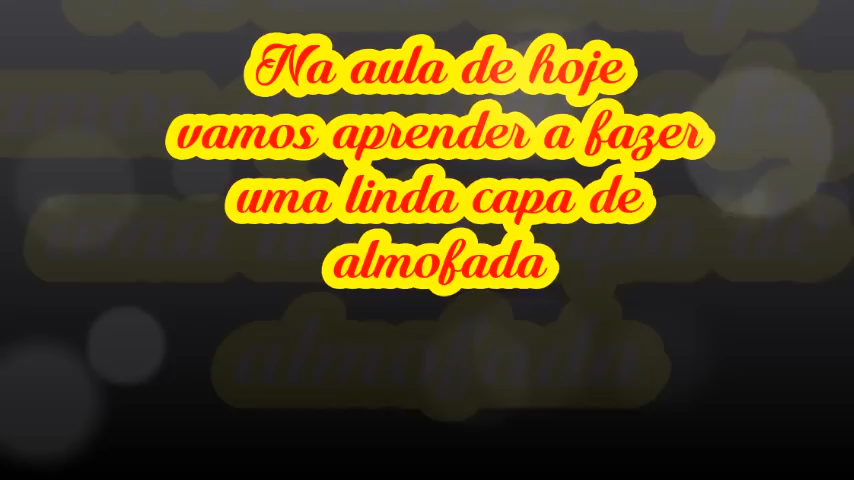 Na aula de hoje
vamos aprender a fazer
uma linda capa de
almofada